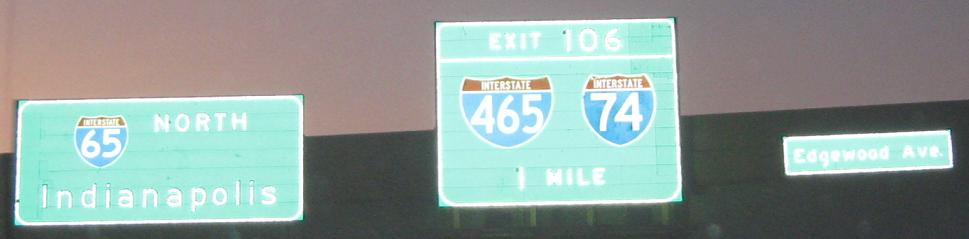 INTERSTATE
65
NORTH
Indianapolis
EXIT 106
INTERSTATE
465
INTERSTATE
74
1 MILE
Edgewood Ave.